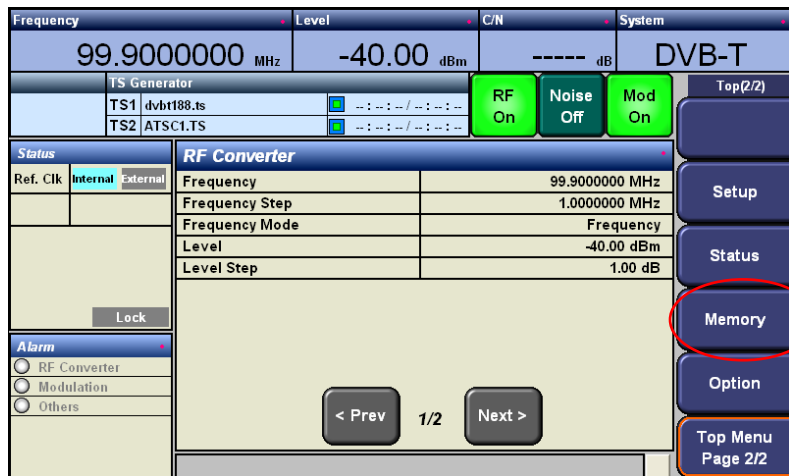 Frequency
Level
C/N
System
99.9000000 MHz
-40.00 dBm
----- dB
DVB-T
TS Generator
TS1 dvbt188.ts --:--:--/--:--:--
TS2 ATSC1.TS --:--:--/--:--:--
RF On
Noise Off
Mod On
Top(2/2)
Setup
Status
Memory
Option
Top Menu
Page 2/2
Status
Ref. Clk Internal External
Lock
Alarm
RF Converter
Modulation
Others
RF Converter
Frequency 99.9000000 MHz
Frequency Step 1.0000000 MHz
Frequency Mode Frequency
Level -40.00 dBm
Level Step 1.00 dB
< Prev 1/2 Next >